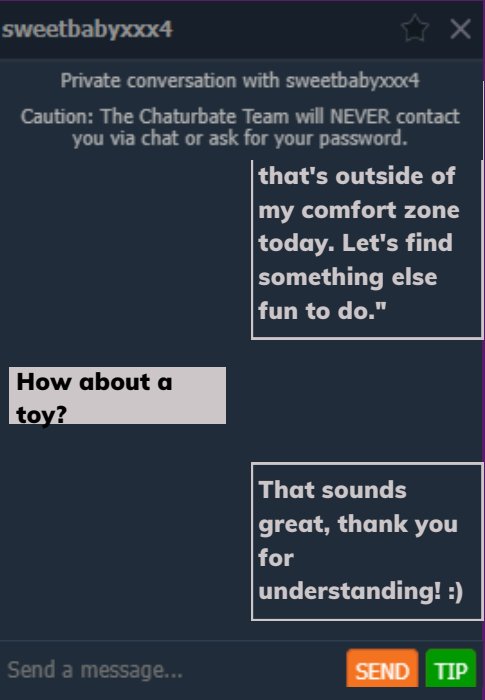 sweetbabyxxx4
Private conversation with sweetbabyxxx4
Caution: The Chaturbate Team will NEVER contact
you via chat or ask for your password.
that's outside of
my comfort zone
today. Let's find
something else
fun to do."
How about a
toy?
That sounds
great, thank you
for
understanding! :)
Send a message...
SEND
TIP